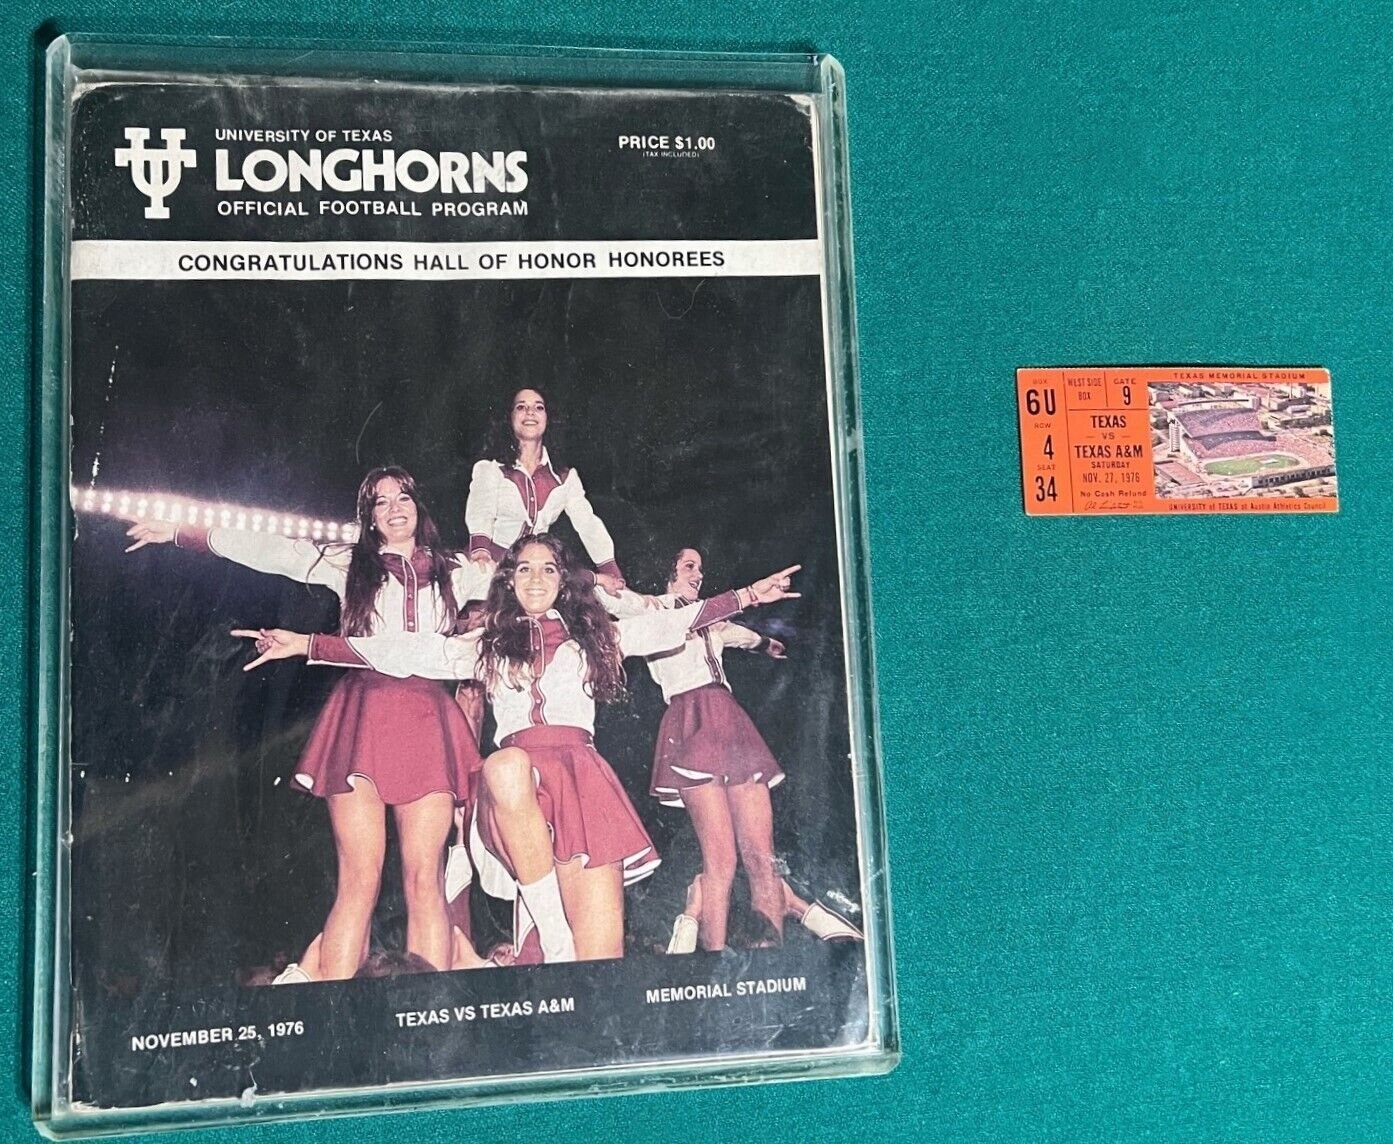 UT
UNIVERSITY OF TEXAS
LONGHORNS
OFFICIAL FOOTBALL PROGRAM
PRICE $1.00
(TAX INCLUDED)
CONGRATULATIONS HALL OF HONOR HONOREES
NOVEMBER 25, 1976
TEXAS VS TEXAS A&M
MEMORIAL STADIUM
BOX
6U
ROW
4
SEAT
34
WEST SIDE
BOX
GATE
9
TEXAS
— VS —
TEXAS A&M
SATURDAY
NOV. 27, 1976
No Cash Refund
TEXAS MEMORIAL STADIUM
UNIVERSITY of TEXAS at Austin Athletics Council